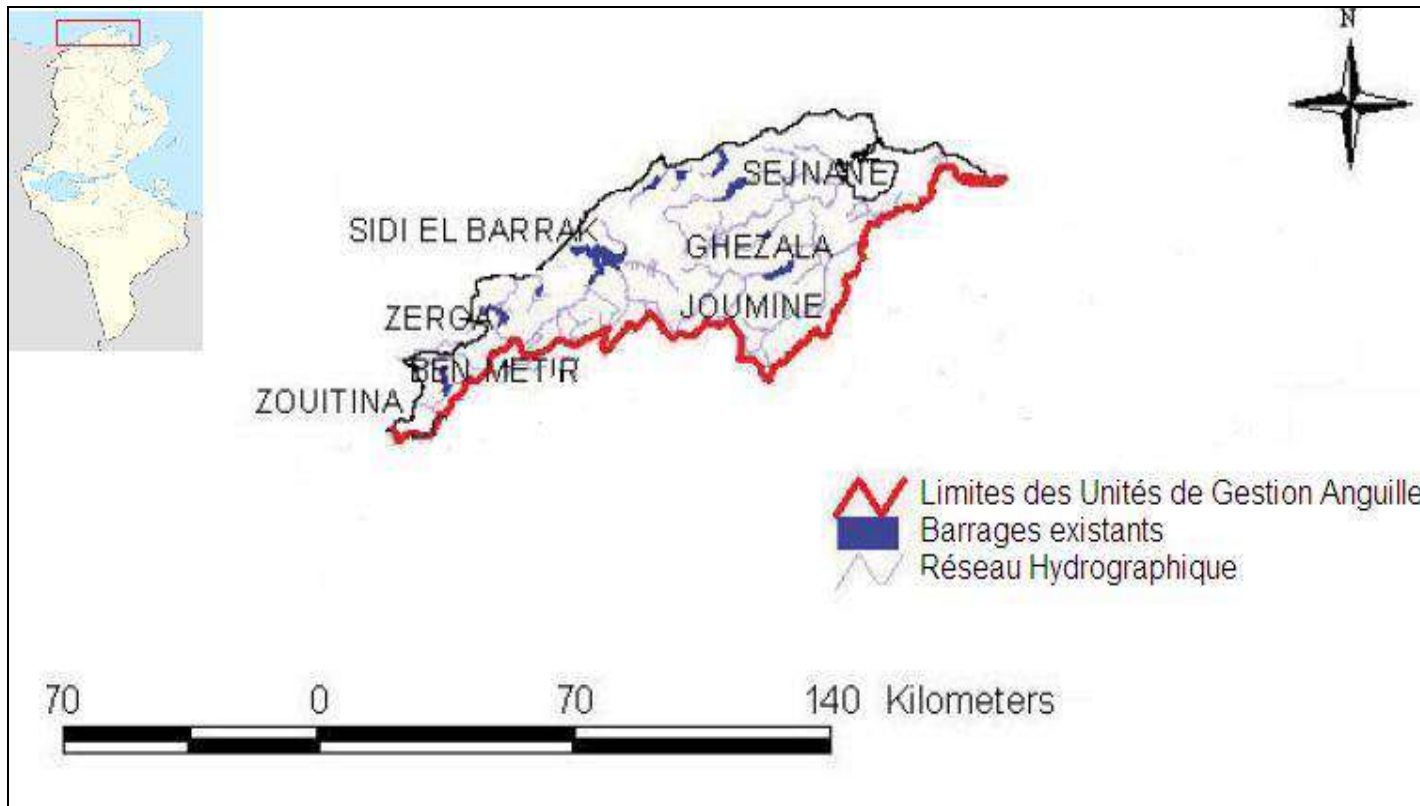 N
SEJNANE
SIDI EL BARRAK
GHEZALA
JOUMINE
ZERGA
BEN METIR
ZOUITINA
Limites des Unités de Gestion Anguille
Barrages existants
Réseau Hydrographique
70 0 70 140 Kilometers